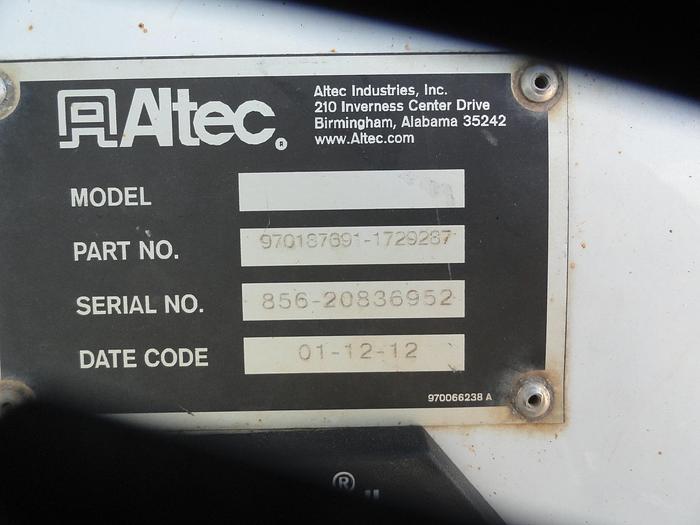 Altec®
Altec Industries, Inc.
210 Inverness Center Drive
Birmingham, Alabama 35242
www.Altec.com
MODEL
PART NO. 970187691-1729287
SERIAL NO. 856-20836952
DATE CODE 01-12-12
970066238 A
®